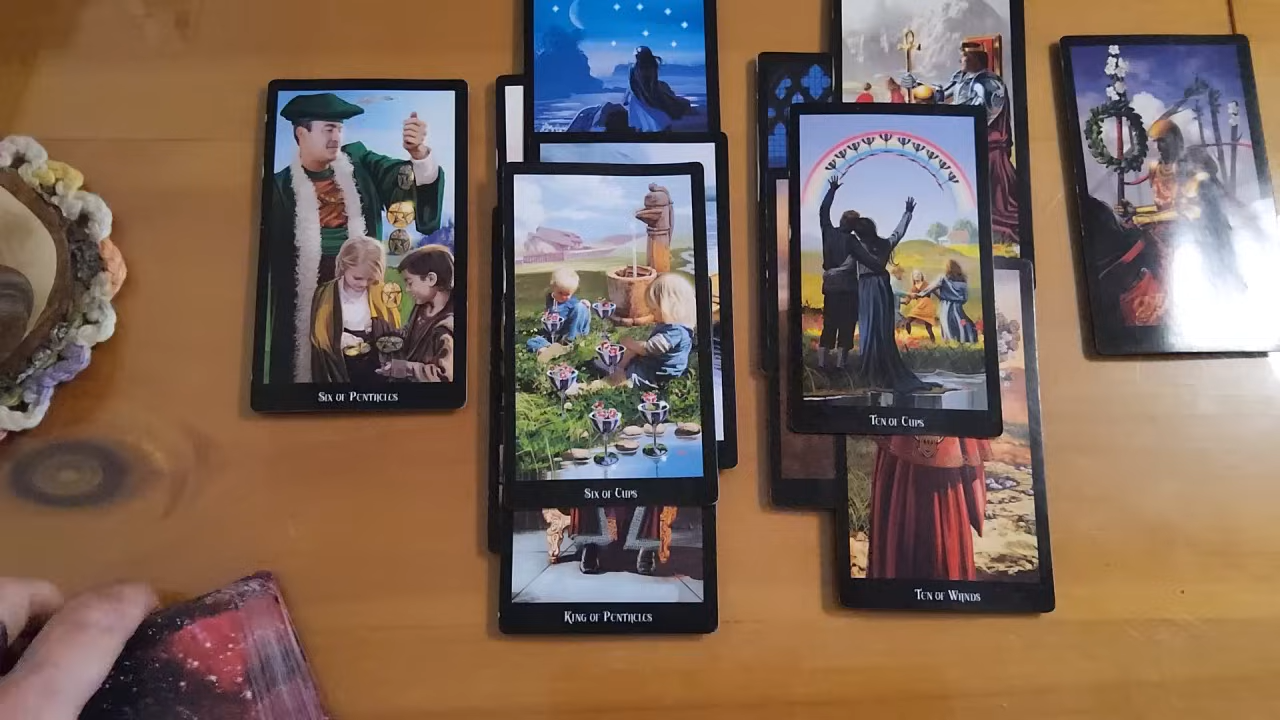 Six of Pentacles
Six of Cups
King of Pentacles
Ten of Cups
Ten of Wands